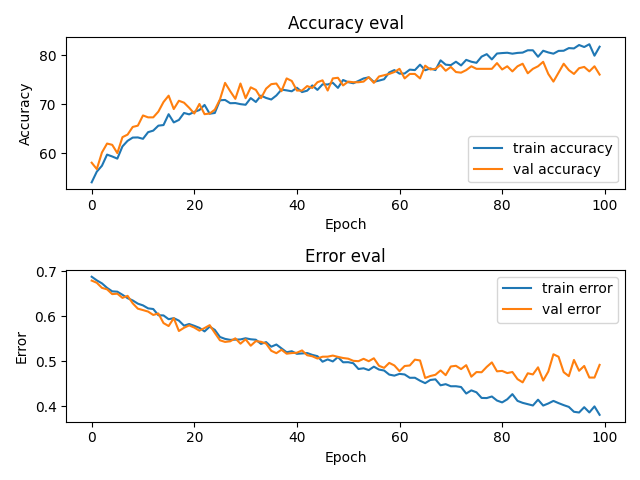 Accuracy eval
80
70
60
Accuracy
train accuracy
val accuracy
0 20 40 60 80 100
Epoch
Error eval
0.7
0.6
0.5
0.4
Error
train error
val error
0 20 40 60 80 100
Epoch